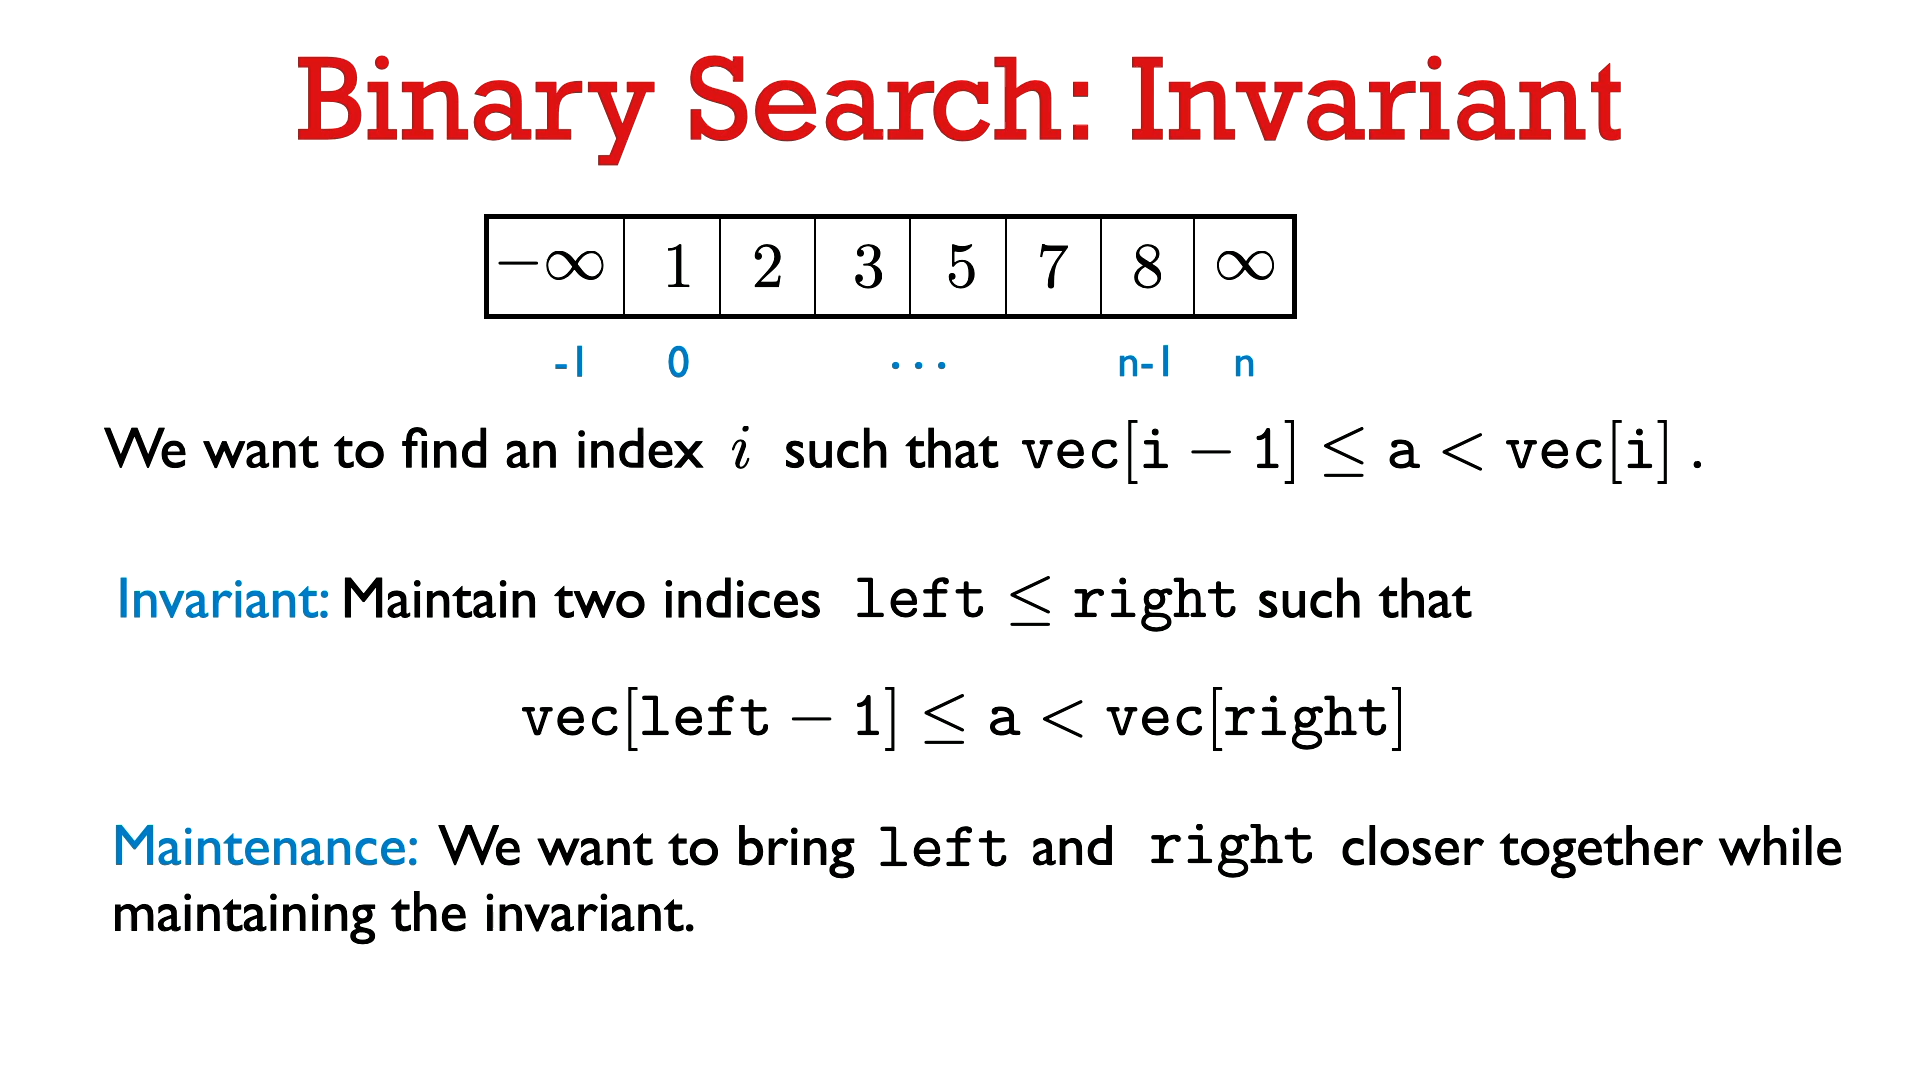 Binary Search: Invariant
−∞ 1 2 3 5 7 8 ∞
-1 0 ... n-1 n
We want to find an index i such that vec[i − 1] ≤ a < vec[i] .
Invariant: Maintain two indices left ≤ right such that
vec[left − 1] ≤ a < vec[right]
Maintenance: We want to bring left and right closer together while
maintaining the invariant.